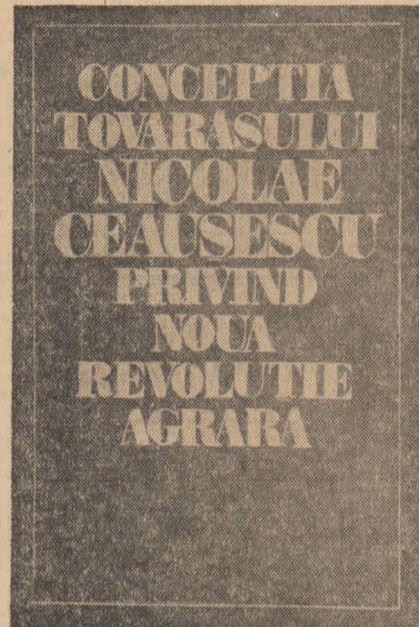 CONCEPTIA
TOVARASULUI
NICOLAE
CEAUSESCU
PRIVIND
NOUA
REVOLUTIE
AGRARA